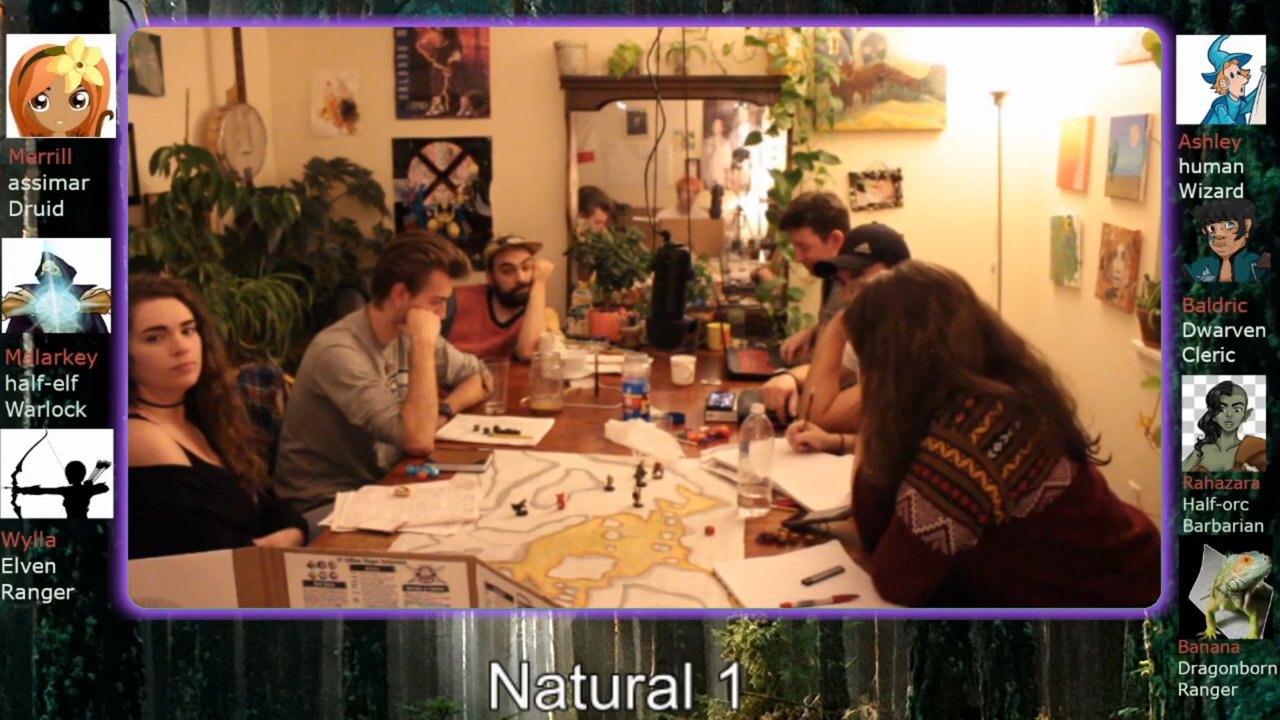 Merrill
assimar
Druid
Malarkey
half-elf
Warlock
Wylla
Elven
Ranger
Ashley
human
Wizard
Baldric
Dwarven
Cleric
Rahazara
Half-orc
Barbarian
Banana
Dragonborn
Ranger
Natural 1